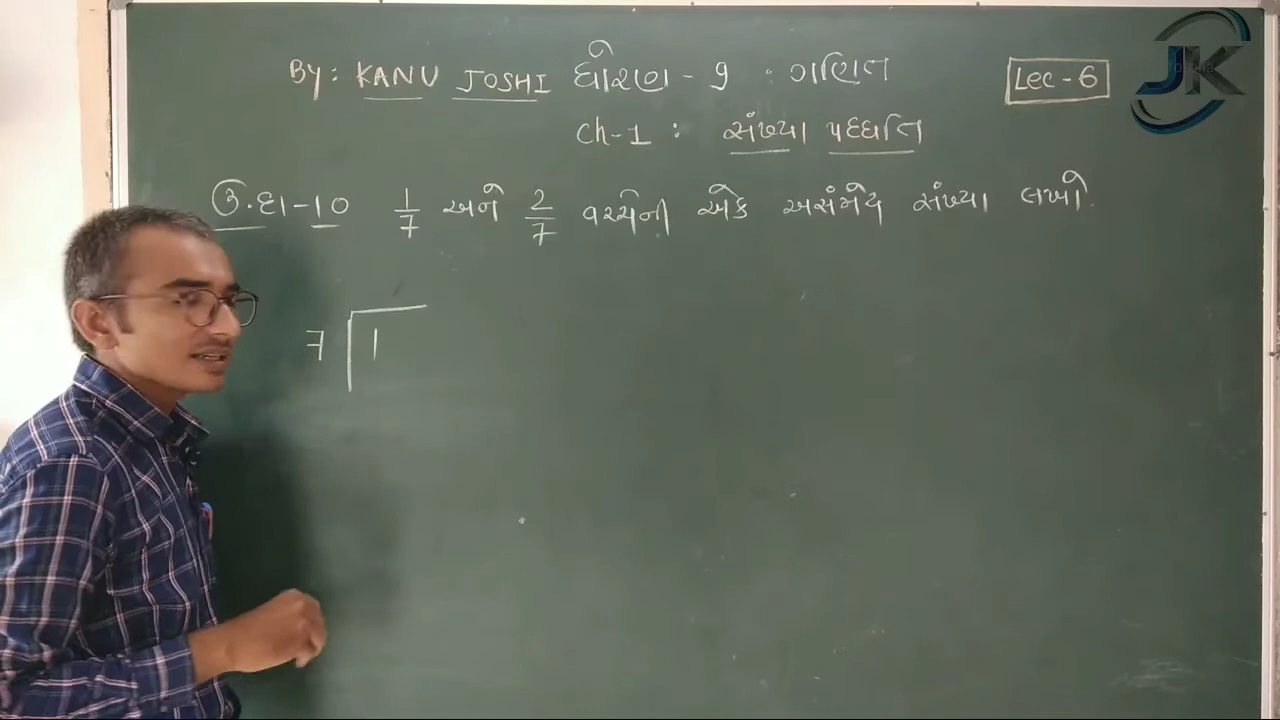 By: KANU JOSHI ધોરણ - 9 : ગણિત
Lec - 6
JK
ch-1 : સંખ્યા પદ્ધતિ
ઉ.દા-10 1/7 અને 2/7 વચ્ચેની એક અસંમેય સંખ્યા લખો.
7 1